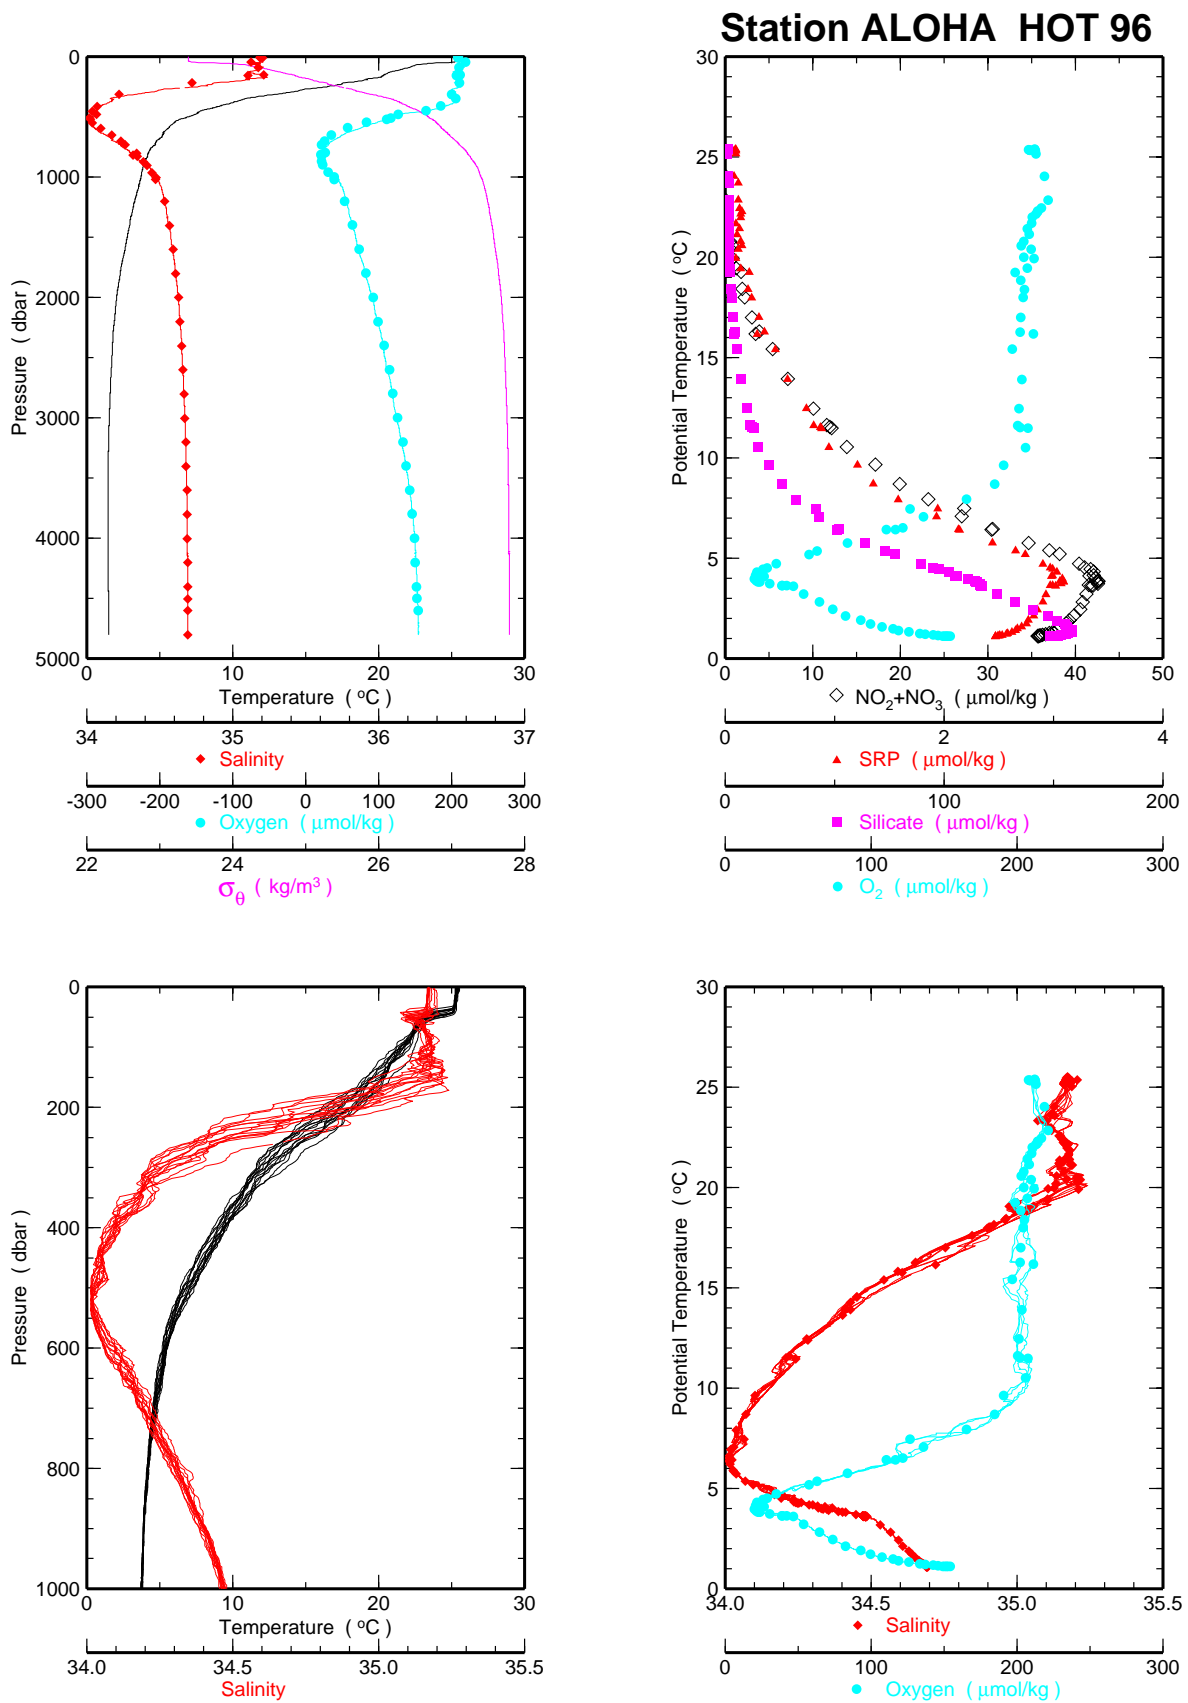 Station ALOHA HOT 96
0
1000
2000
3000
4000
5000
Pressure ( dbar)
0 10 20 30
Temperature ( °C)
34 35 36 37
Salinity
-300 -200 -100 0 100 200 300
Oxygen ( μmol/kg)
22 24 26 28
σθ ( kg/m³)
30
25
20
15
10
5
0
Potential Temperature ( °C)
0 10 20 30 40 50
NO₂+NO₃ ( μmol/kg)
0 2 4
SRP ( μmol/kg)
0 100 200
Silicate ( μmol/kg)
0 100 200 300
O₂ ( μmol/kg)
0
200
400
600
800
1000
Pressure ( dbar)
0 10 20 30
Temperature ( °C)
34.0 34.5 35.0 35.5
Salinity
30
25
20
15
10
5
0
Potential Temperature ( °C)
34.0 34.5 35.0 35.5
Salinity
0 100 200 300
Oxygen ( μmol/kg)